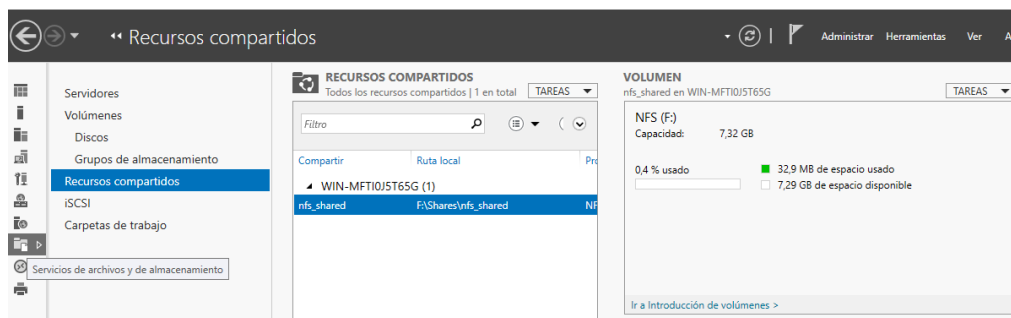 Recursos compartidos
Administrar Herramientas Ver A
Servidores
Volúmenes
Discos
Grupos de almacenamiento
Recursos compartidos
iSCSI
Carpetas de trabajo
Servicios de archivos y de almacenamiento
RECURSOS COMPARTIDOS
Todos los recursos compartidos | 1 en total TAREAS
Filtro
Compartir Ruta local Pro
WIN-MFTI0J5T65G (1)
nfs_shared F:\Shares\nfs_shared NF
VOLUMEN
nfs_shared en WIN-MFTI0J5T65G TAREAS
NFS (F:)
Capacidad: 7,32 GB
0,4 % usado 32,9 MB de espacio usado
7,29 GB de espacio disponible
Ir a Introducción de volúmenes >